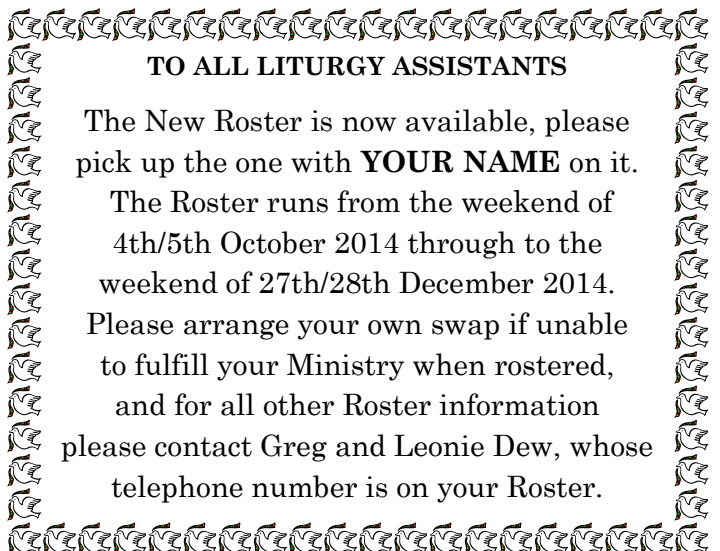 TO ALL LITURGY ASSISTANTS
The New Roster is now available, please
pick up the one with YOUR NAME on it.
The Roster runs from the weekend of
4th/5th October 2014 through to the
weekend of 27th/28th December 2014.
Please arrange your own swap if unable
to fulfill your Ministry when rostered,
and for all other Roster information
please contact Greg and Leonie Dew, whose
telephone number is on your Roster.